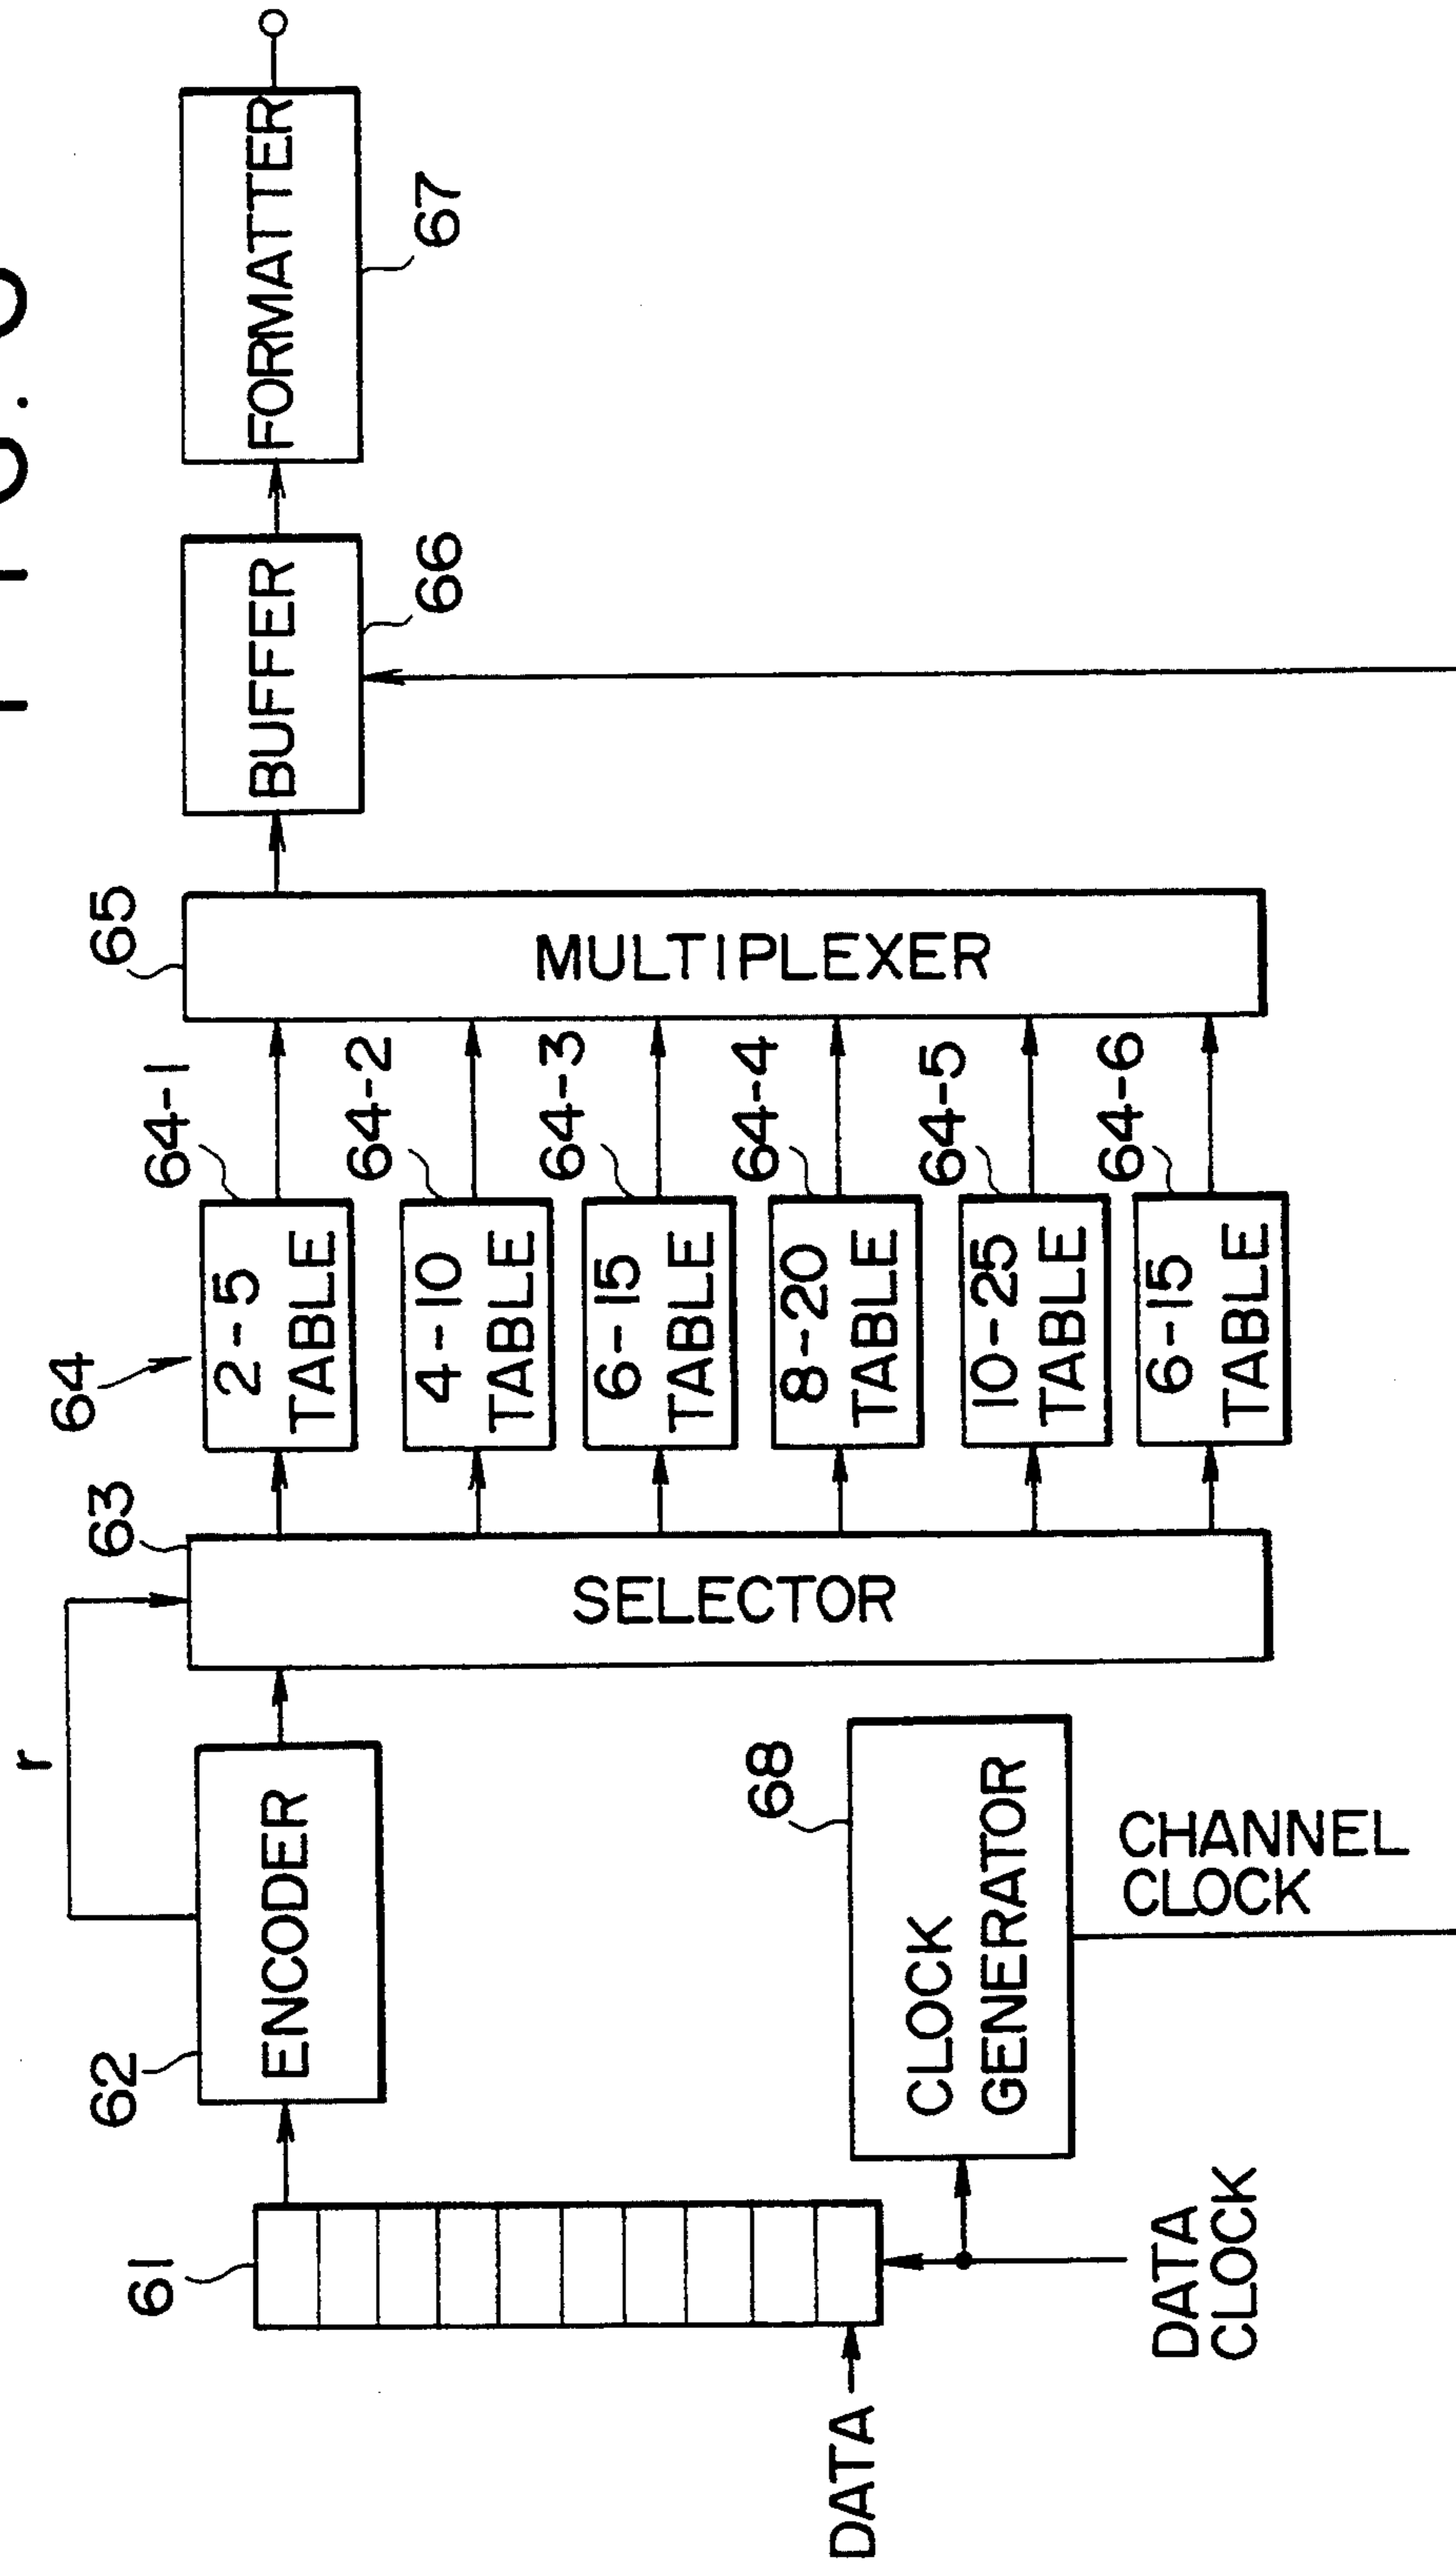 r
61
62
ENCODER
63
SELECTOR
64
2-5
TABLE
64-1
4-10
TABLE
64-2
6-15
TABLE
64-3
8-20
TABLE
64-4
10-25
TABLE
64-5
6-15
TABLE
64-6
65
MULTIPLEXER
BUFFER
66
FORMATTER
67
DATA
DATA
CLOCK
68
CLOCK
GENERATOR
CHANNEL
CLOCK